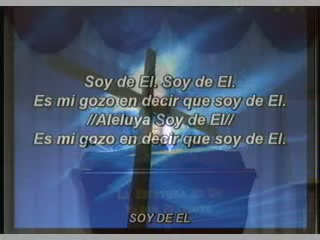 Soy de El. Soy de El.
Es mi gozo en decir que soy de El.
//Aleluya Soy de El//
Es mi gozo en decir que soy de El.
SOY DE EL